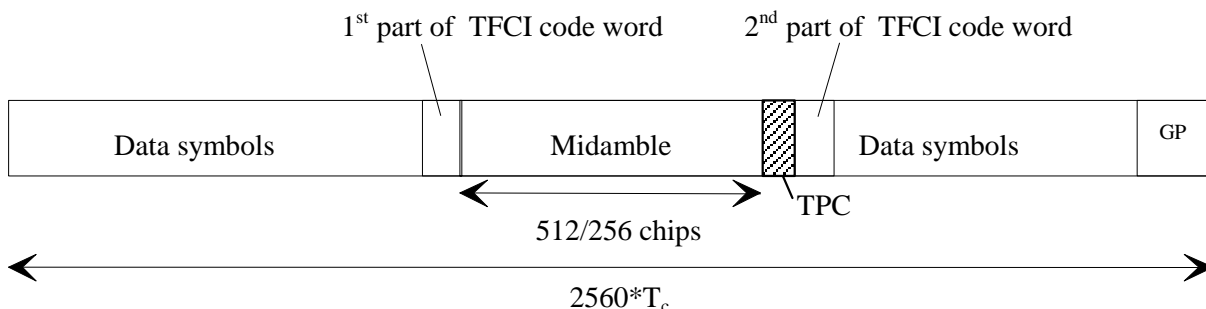 1st part of TFCI code word
2nd part of TFCI code word
Data symbols
Midamble
Data symbols
GP
TPC
512/256 chips
2560*Tc